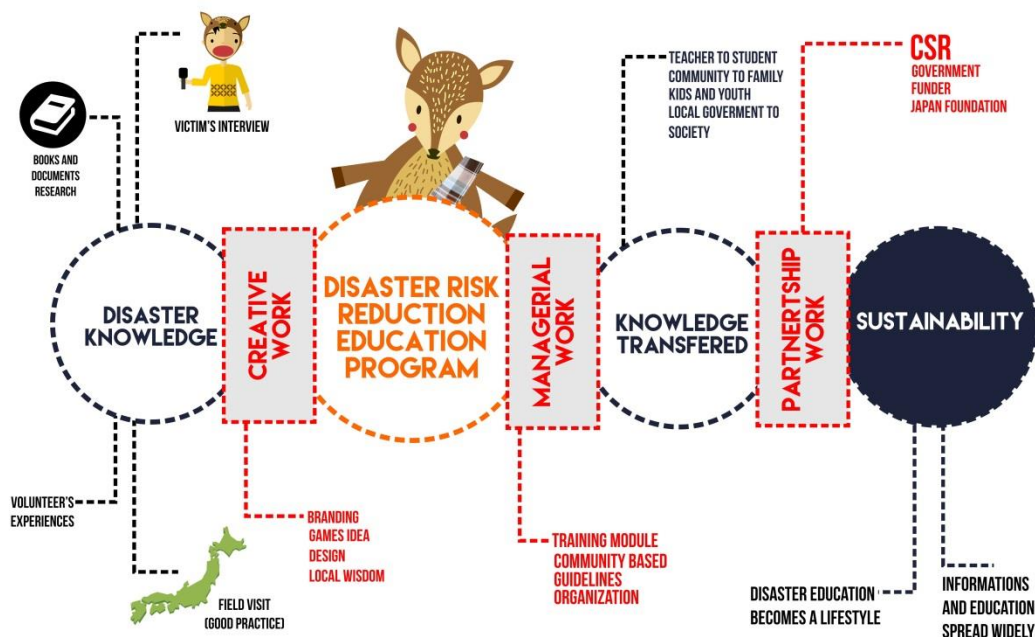 VICTIM'S INTERVIEW
BOOKS AND
DOCUMENTS
RESEARCH
TEACHER TO STUDENT
COMMUNITY TO FAMILY
KIDS AND YOUTH
LOCAL GOVERMENT TO
SOCIETY
CSR
GOVERNMENT
FUNDER
JAPAN FOUNDATION
DISASTER
KNOWLEDGE
CREATIVE
WORK
DISASTER RISK
REDUCTION
EDUCATION
PROGRAM
MANAGERIAL
WORK
KNOWLEDGE
TRANSFERED
PARTNERTSHIP
WORK
SUSTAINABILITY
VOLUNTEER'S
EXPERIENCES
FIELD VISIT
(GOOD PRACTICE)
BRANDING
GAMES IDEA
DESIGN
LOCAL WISDOM
TRAINING MODULE
COMMUNITY BASED
GUIDELINES
ORGANIZATION
DISASTER EDUCATION
BECOMES A LIFESTYLE
INFORMATIONS
AND EDUCATION
SPREAD WIDELY